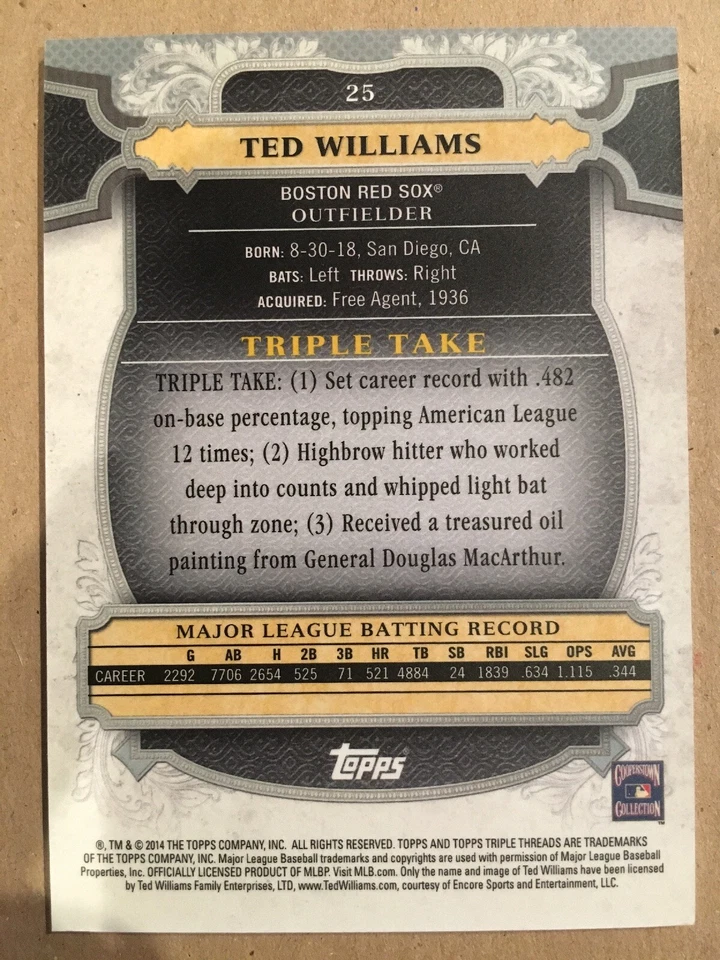 25
TED WILLIAMS
BOSTON RED SOX®
OUTFIELDER
BORN: 8-30-18, San Diego, CA
BATS: Left THROWS: Right
ACQUIRED: Free Agent, 1936
TRIPLE TAKE
TRIPLE TAKE: (1) Set career record with .482
on-base percentage, topping American League
12 times; (2) Highbrow hitter who worked
deep into counts and whipped light bat
through zone; (3) Received a treasured oil
painting from General Douglas MacArthur.
MAJOR LEAGUE BATTING RECORD
G AB H 2B 3B HR TB SB RBI SLG OPS AVG
CAREER 2292 7706 2654 525 71 521 4884 24 1839 .634 1.115 .344
Topps®
COOPERSTOWN
COLLECTION
TM
®, TM & © 2014 THE TOPPS COMPANY, INC. ALL RIGHTS RESERVED. TOPPS AND TOPPS TRIPLE THREADS ARE TRADEMARKS
OF THE TOPPS COMPANY, INC. Major League Baseball trademarks and copyrights are used with permission of Major League Baseball
Properties, Inc. OFFICIALLY LICENSED PRODUCT OF MLBP. Visit MLB.com. Only the name and image of Ted Williams have been licensed
by Ted Williams Family Enterprises, LTD, www.TedWilliams.com, courtesy of Encore Sports and Entertainment, LLC.